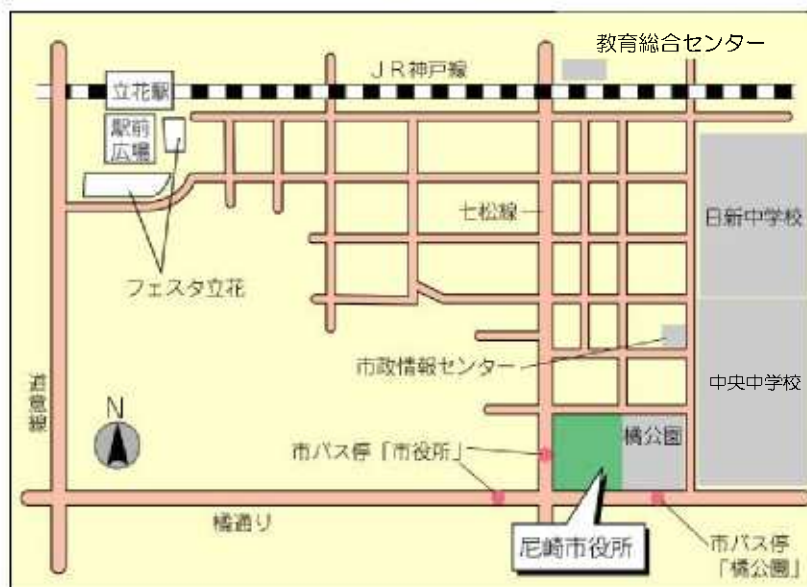 教育総合センター
JR神戸線
立花駅
駅前
広場
七松線
日新中学校
フェスタ立花
市政情報センター
中央中学校
N
橘公園
市バス停「市役所」
橘通り
尼崎市役所
市バス停
「橘公園」